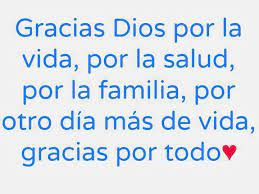 Gracias Dios por la
vida, por la salud,
por la familia, por
otro día más de vida,
gracias por todo♥